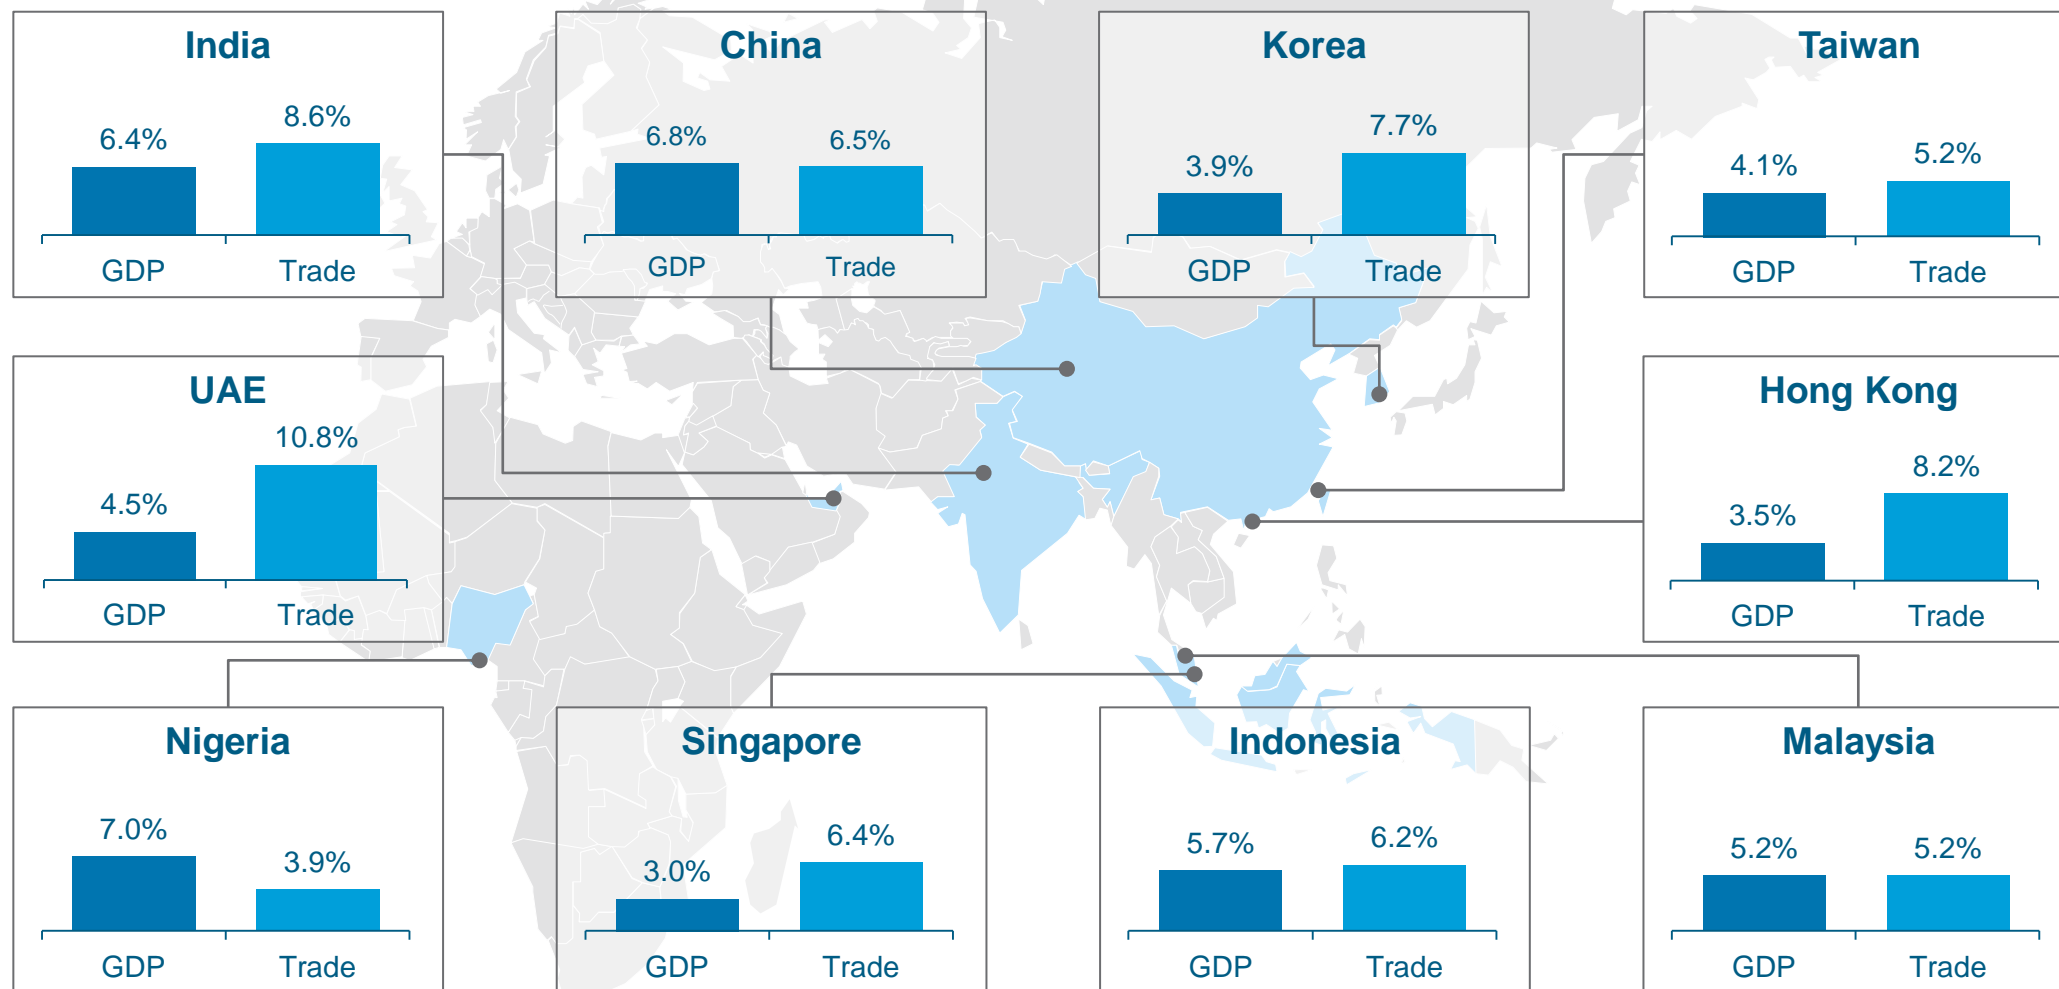 India
8.6%
6.4%
GDP Trade
China
6.8% 6.5%
GDP Trade
Korea
7.7%
3.9%
GDP Trade
Taiwan
5.2%
4.1%
GDP Trade
UAE
10.8%
4.5%
GDP Trade
Hong Kong
8.2%
3.5%
GDP Trade
Nigeria
7.0%
3.9%
GDP Trade
Singapore
6.4%
3.0%
GDP Trade
Indonesia
6.2%
5.7%
GDP Trade
Malaysia
5.2% 5.2%
GDP Trade